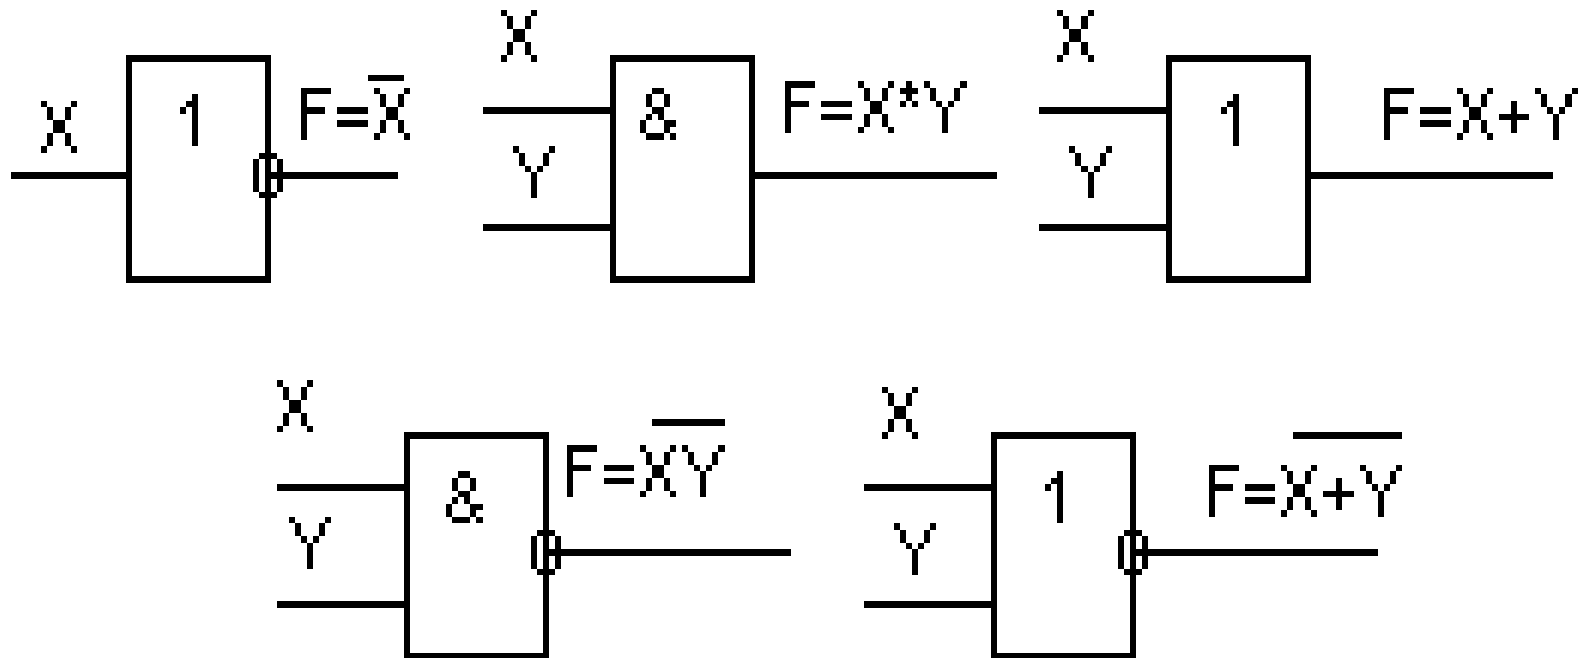 X 1 F=X̅
X Y & F=X*Y
X Y 1 F=X+Y
X Y & F=X̅Y̅
X Y 1 F=X̅+̅Y̅